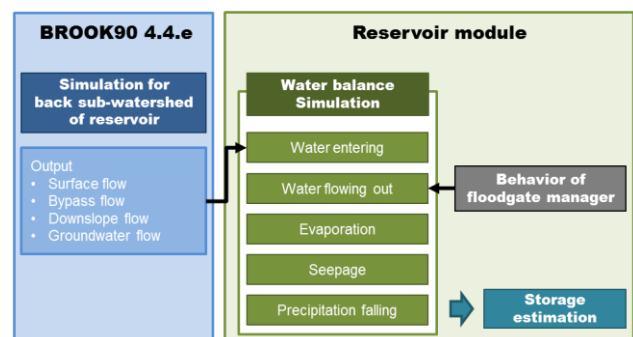 BROOK90 4.4.e
Simulation for
back sub-watershed
of reservoir
Output
• Surface flow
• Bypass flow
• Downslope flow
• Groundwater flow
Reservoir module
Water balance
Simulation
Water entering
Water flowing out
Evaporation
Seepage
Precipitation falling
Behavior of
floodgate manager
Storage
estimation